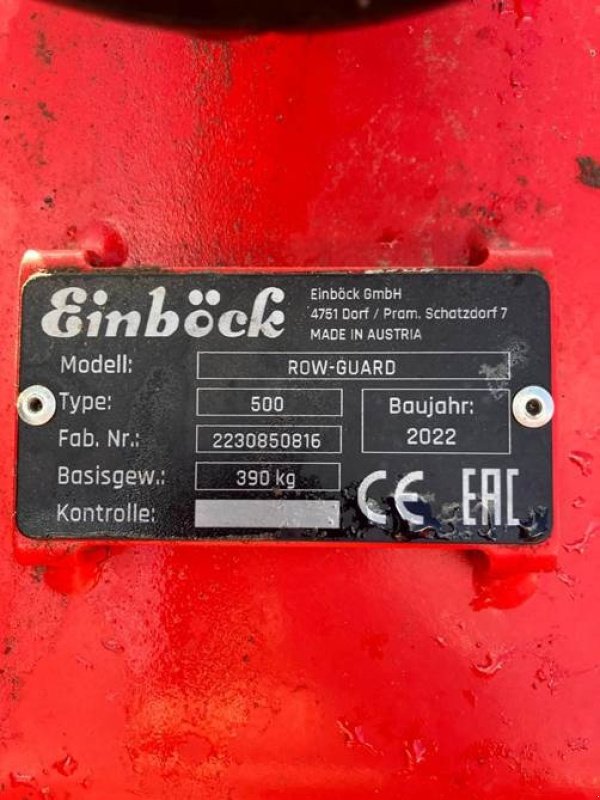 Einböck
Einböck GmbH
4751 Dorf / Pram, Schatzdorf 7
MADE IN AUSTRIA
Modell: ROW-GUARD
Type: 500
Baujahr:
2022
Fab. Nr.: 2230850816
Basisgew.: 390 kg
Kontrolle:
CE EAC